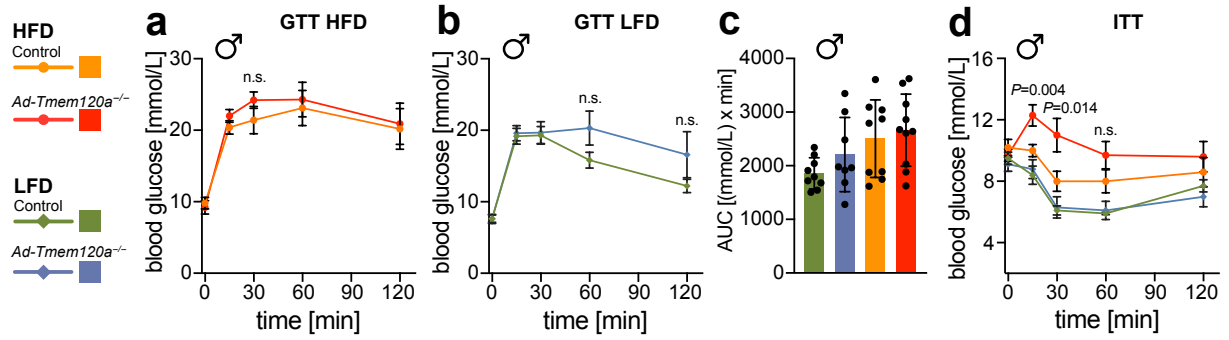 HFD
Control
Ad-Tmem120a−/−
LFD
Control
Ad-Tmem120a−/−
a
GTT HFD
♂
blood glucose [mmol/L]
30
20
10
0
n.s.
0 30 60 90 120
time [min]
b
GTT LFD
♂
blood glucose [mmol/L]
30
20
10
0
n.s.
n.s.
0 30 60 90 120
time [min]
c
♂
AUC [(mmol/L) x min]
4000
3000
2000
1000
0
d
ITT
♂
blood glucose [mmol/L]
16
12
8
4
P=0.004
P=0.014
n.s.
0 30 60 90 120
time [min]